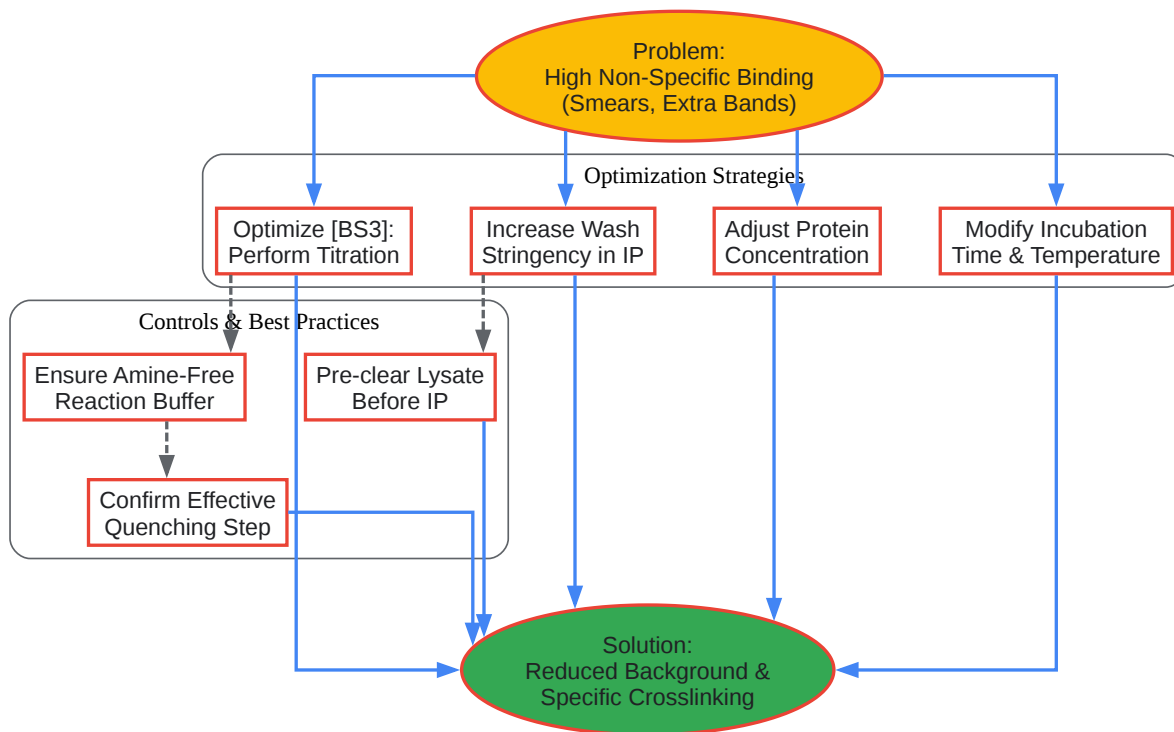 Problem:
High Non-Specific Binding
(Smears, Extra Bands)
Optimization Strategies
Optimize [BS3]:
Perform Titration
Increase Wash
Stringency in IP
Adjust Protein
Concentration
Modify Incubation
Time & Temperature
Controls & Best Practices
Ensure Amine-Free
Reaction Buffer
Pre-clear Lysate
Before IP
Confirm Effective
Quenching Step
Solution:
Reduced Background &
Specific Crosslinking